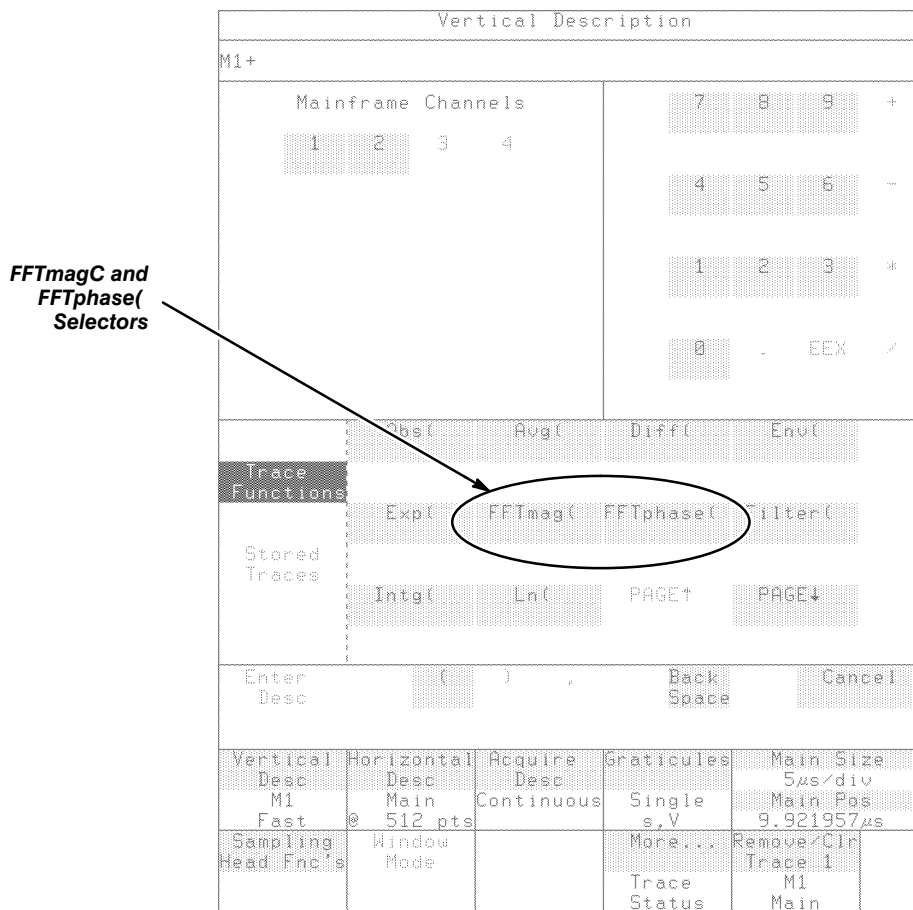 Vertical Description
M1+
Mainframe Channels
7 8 9 +
1 2 3 4
4 5 6 -
FFTmagC and
FFTphase(
Selectors
1 2 3 *
0 . EEX /
Abs( Avg( Diff( Env(
Trace
Functions
Exp( FFTmag( FFTphase( Filter(
Stored
Traces
Intg( Ln( PAGE↑ PAGE↓
Enter
Desc
( ) ,
Back
Space
Cancel
Vertical
Desc
M1
Fast
Horizontal
Desc
Main
@ 512 pts
Acquire
Desc
Continuous
Graticules
Single
s,V
Main Size
5µs/div
Main Pos
9.921957µs
Sampling
Head Fnc's
Window
Mode
More...
Trace
Status
Remove/Clr
Trace 1
M1
Main